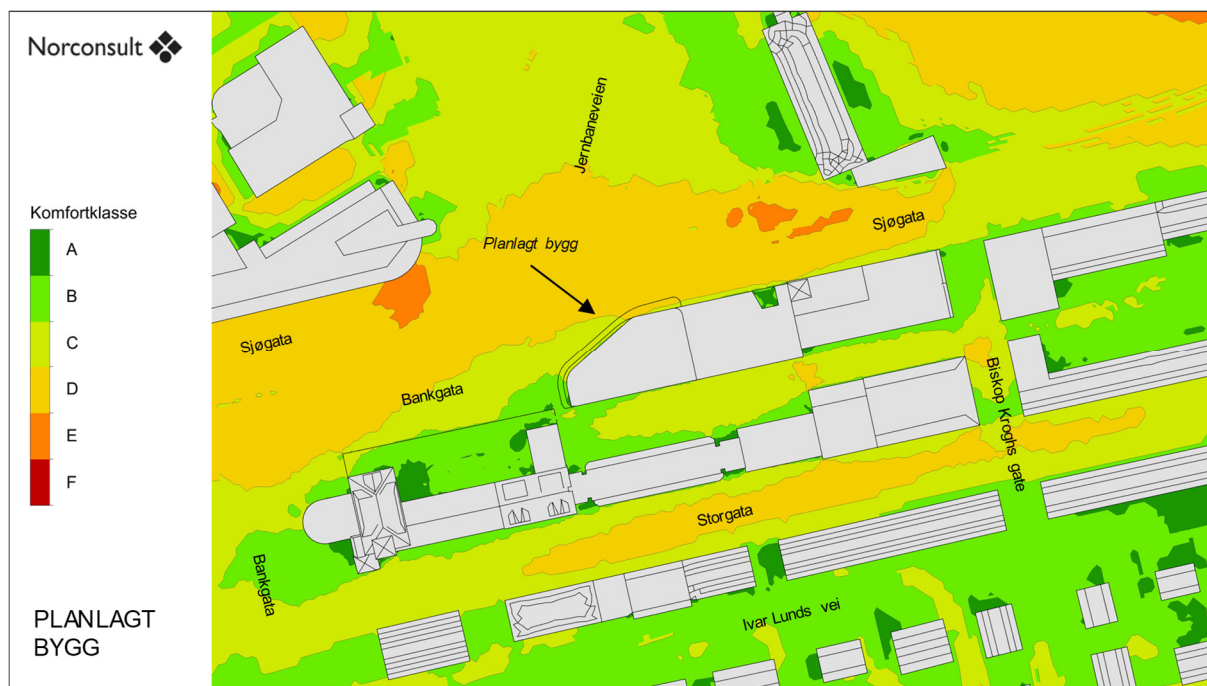 Norconsult
Komfortklasse
A
B
C
D
E
F
PLANLAGT
BYGG
Jernbaneveien
Sjøgata
Planlagt bygg
Sjøgata
Bankgata
Biskop Kroghs gate
Storgata
Bankgata
Ivar Lunds vei